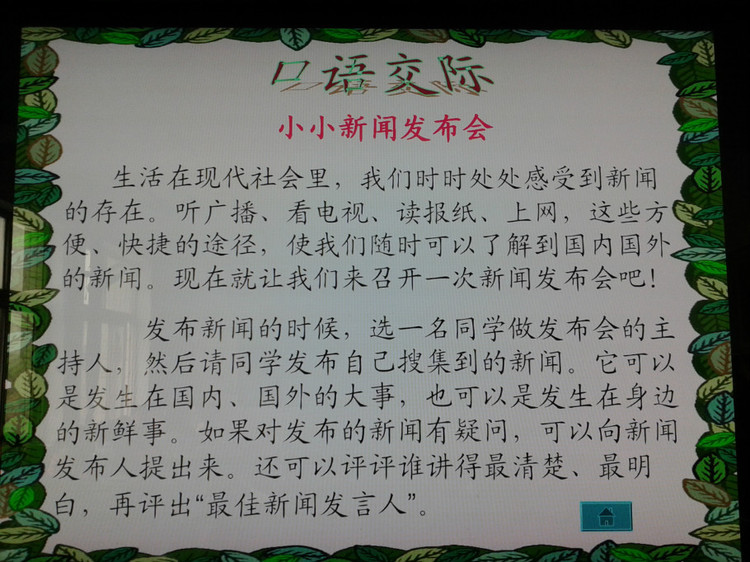 口语交际
小小新闻发布会
生活在现代社会里，我们时时处处感受到新闻
的存在。听广播、看电视、读报纸、上网，这些方
便、快捷的途径，使我们随时可以了解到国内国外
的新闻。现在就让我们来召开一次新闻发布会吧！
发布新闻的时候，选一名同学做发布会的主
持人，然后请同学发布自己搜集到的新闻。它可以
是发生在国内、国外的大事，也可以是发生在身边
的新鲜事。如果对发布的新闻有疑问，可以向新闻
发布人提出来。还可以评评谁讲得最清楚、最明
白，再评出“最佳新闻发言人”。